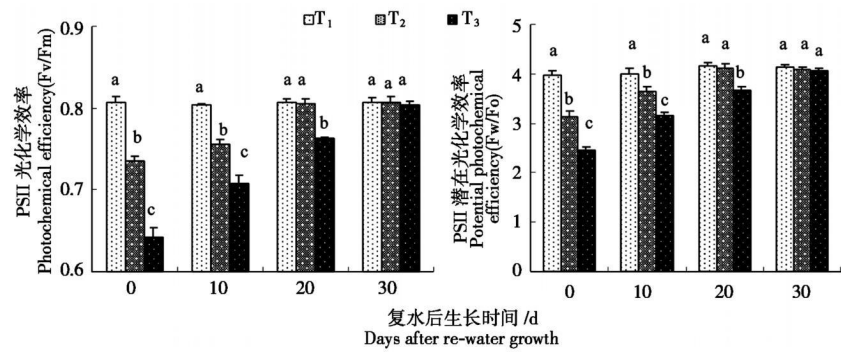 T1 T2 T3
PSII 光化学效率
Photochemical efficiency(Fv/Fm)
0.9
0.8
0.7
0.6
a b c
a b c
a a b
a a a
0 10 20 30
PSII 潜在光化学效率
Potential photochemical
efficiency(Fw/Fo)
5
4
3
2
1
0
a b c
a b c
a a b
a a a
0 10 20 30
复水后生长时间 /d
Days after re-water growth